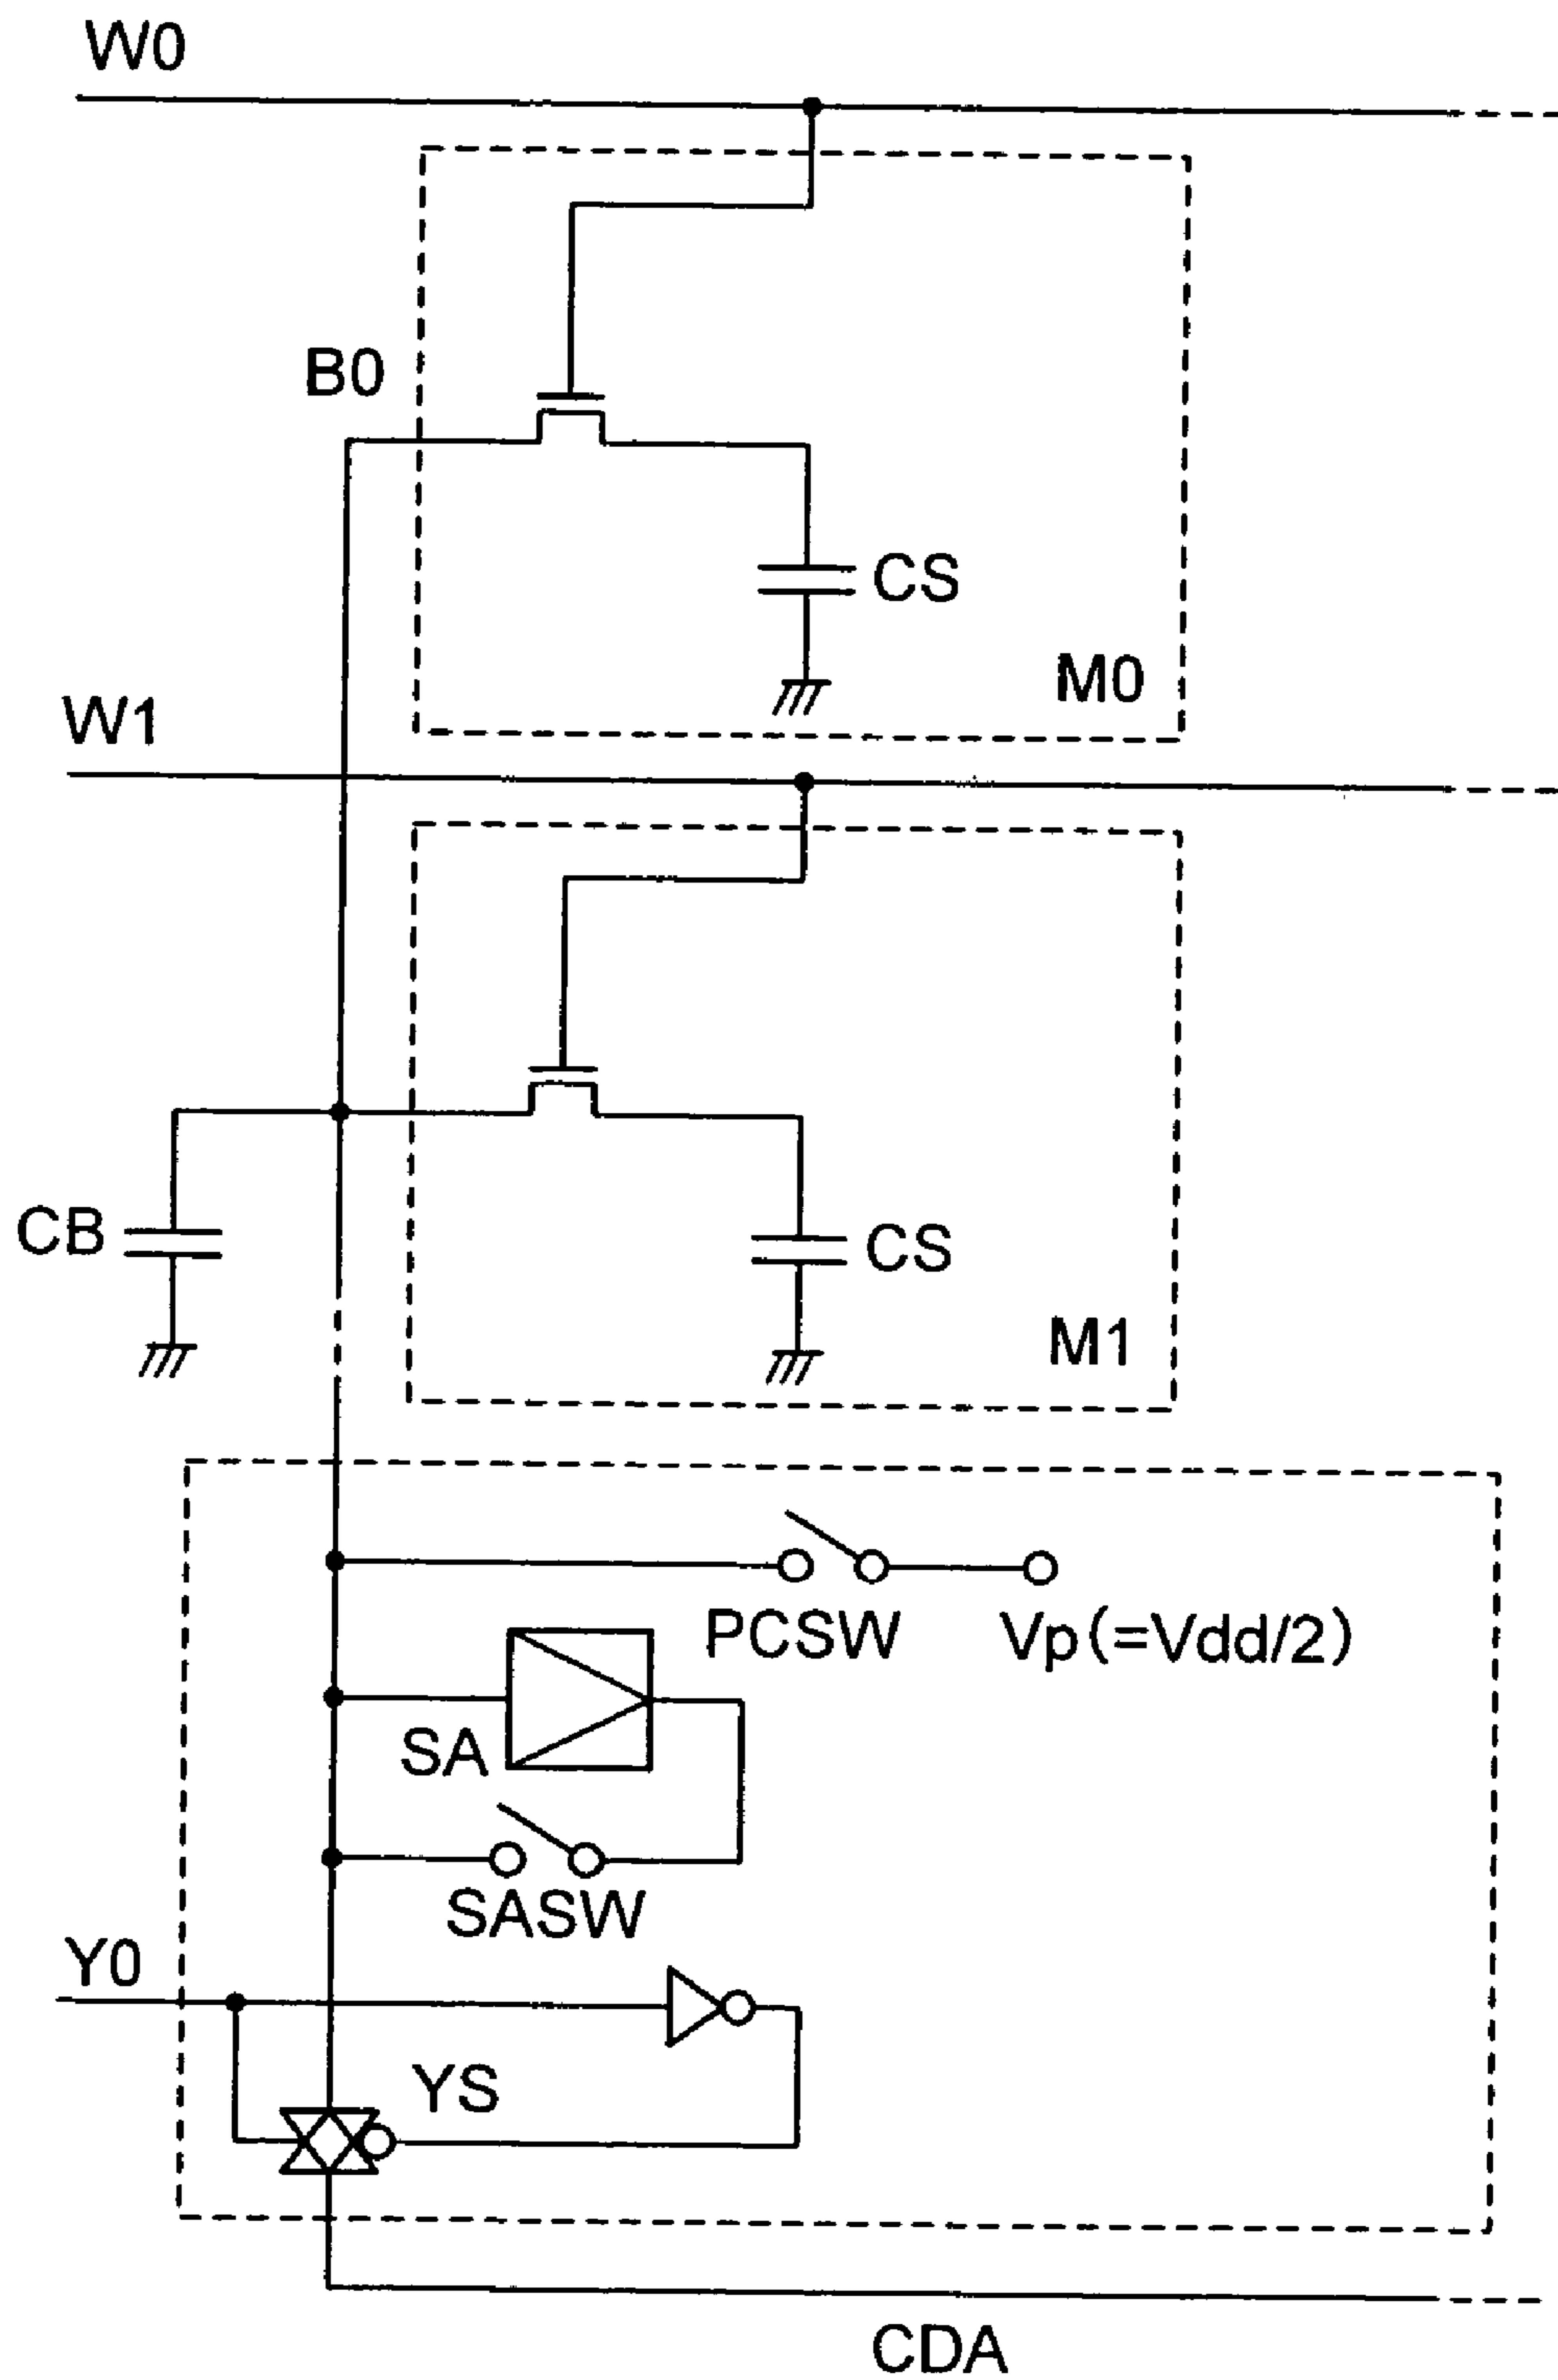 W0
B0
CS
M0
W1
CB
CS
M1
PCSW
Vp(=Vdd/2)
SA
SASW
Y0
YS
CDA